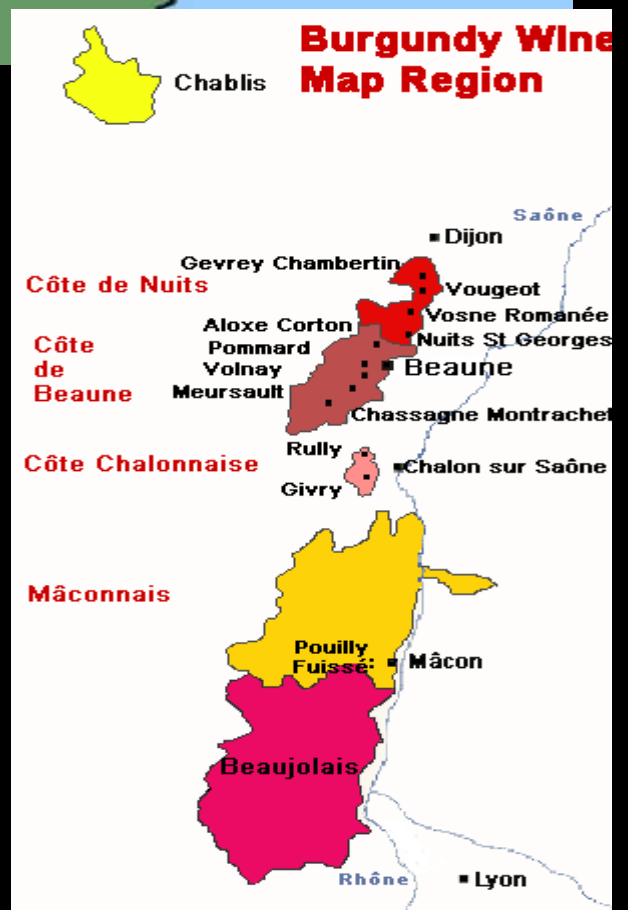 Burgundy WIne
Map Region
Chablis
Saône
Dijon
Gevrey Chambertin
Côte de Nuits
Vougeot
Vosne Romanée
Aloxe Corton
Nuits St Georges
Côte
de
Beaune
Pommard
Volnay
Beaune
Meursault
Chassagne Montrachet
Rully
Côte Chalonnaise
Chalon sur Saône
Givry
Mâconnais
Pouilly
Fuissé:
Mâcon
Beaujolais
Rhône
Lyon